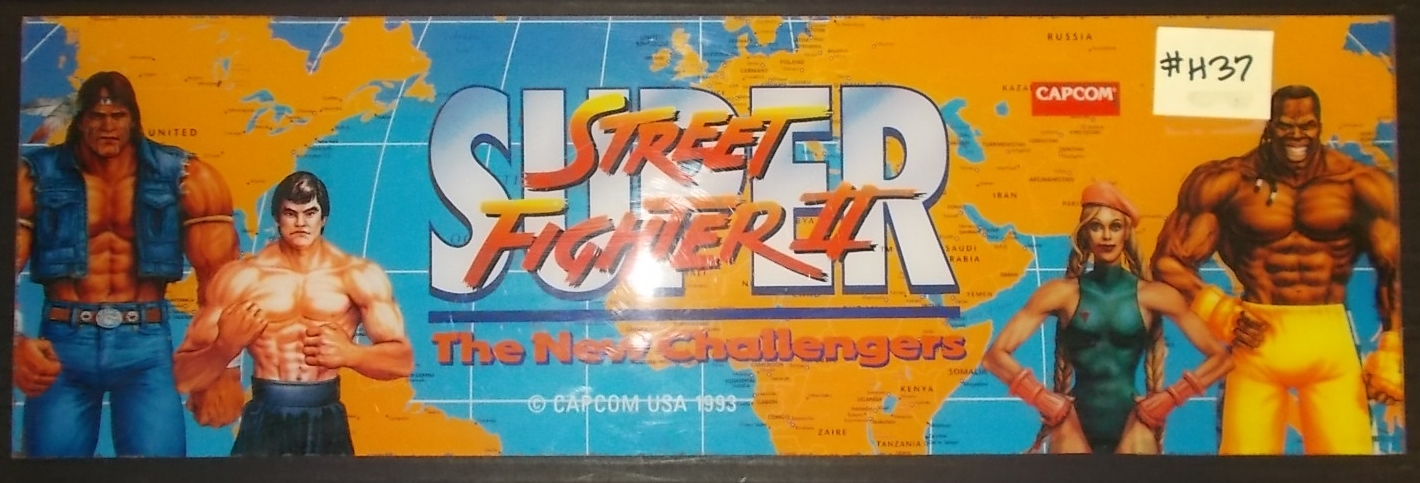 RUSSIA
#H37
CAPCOM
UNITED
SUPER
STREET
FIGHTER II
IRAN
AFGHANISTAN
SAUDI
ARABIA
YEMEN
The New Challengers
SOMALIA
KENYA
© CAPCOM USA 1993
ZAIRE
TANZANIA